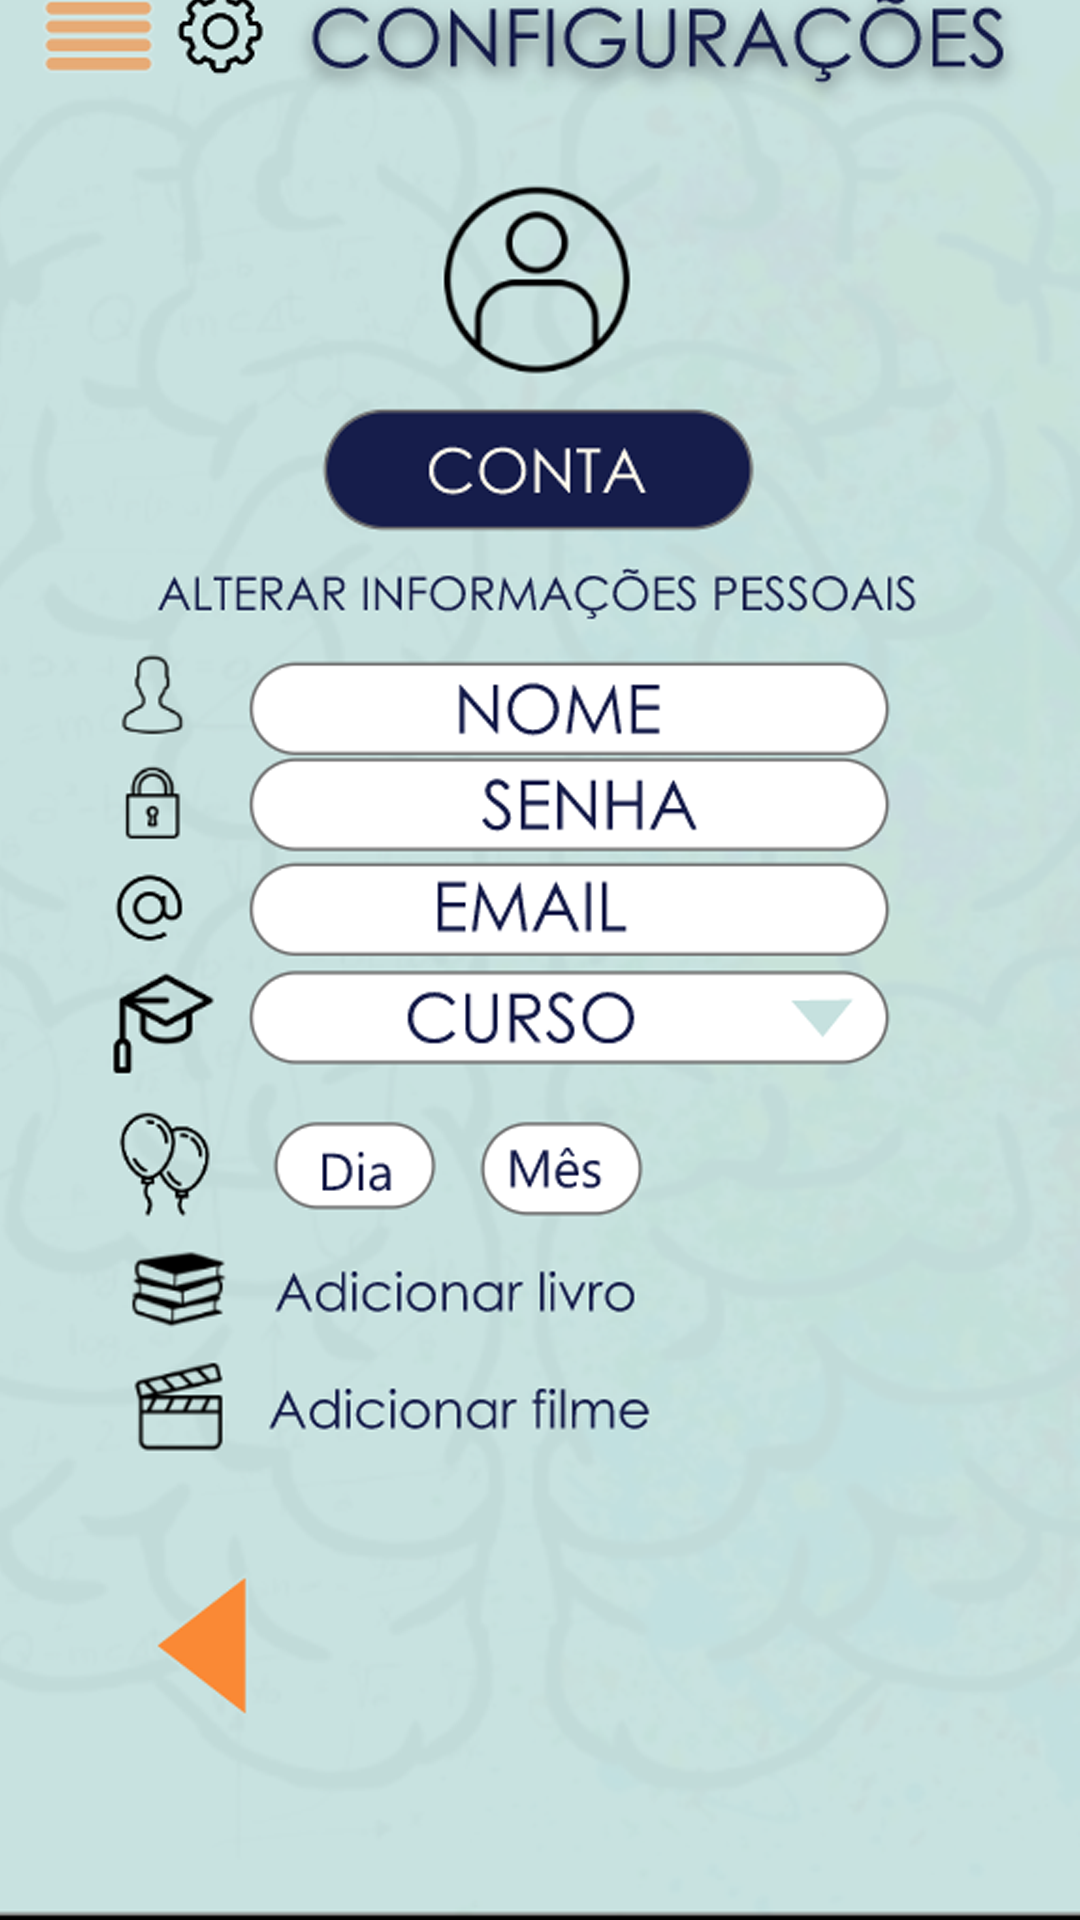 CONFIGURAÇÕES
CONTA
ALTERAR INFORMAÇÕES PESSOAIS
NOME
SENHA
@ EMAIL
CURSO
Dia Mês
Adicionar livro
Adicionar filme